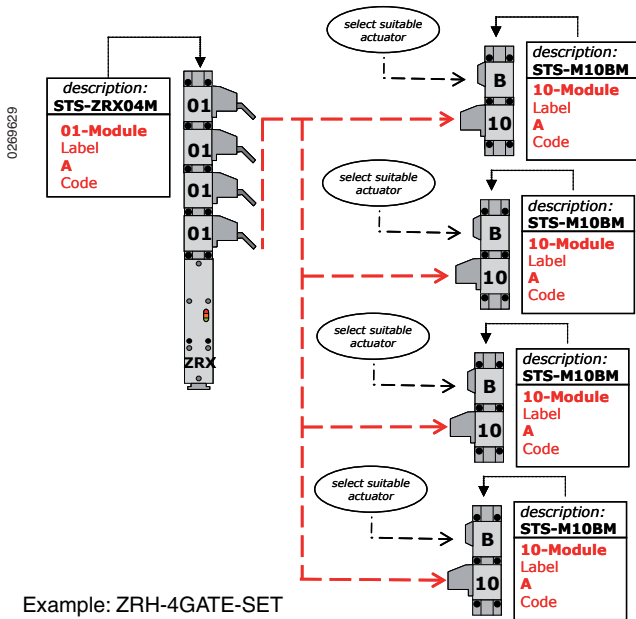 0269629
description:
STS-ZRX04M
01-Module
Label
A
Code
01
01
01
01
ZRX
select suitable
actuator
B
10
description:
STS-M10BM
10-Module
Label
A
Code
select suitable
actuator
B
10
description:
STS-M10BM
10-Module
Label
A
Code
select suitable
actuator
B
10
description:
STS-M10BM
10-Module
Label
A
Code
select suitable
actuator
B
10
description:
STS-M10BM
10-Module
Label
A
Code
Example: ZRH-4GATE-SET